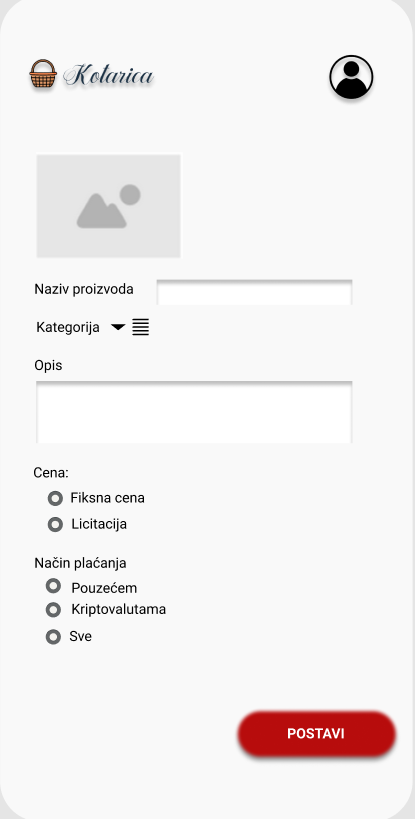 Kotarica
Naziv proizvoda
Kategorija
Opis
Cena:
Fiksna cena
Licitacija
Način plaćanja
Pouzećem
Kriptovalutama
Sve
POSTAVI